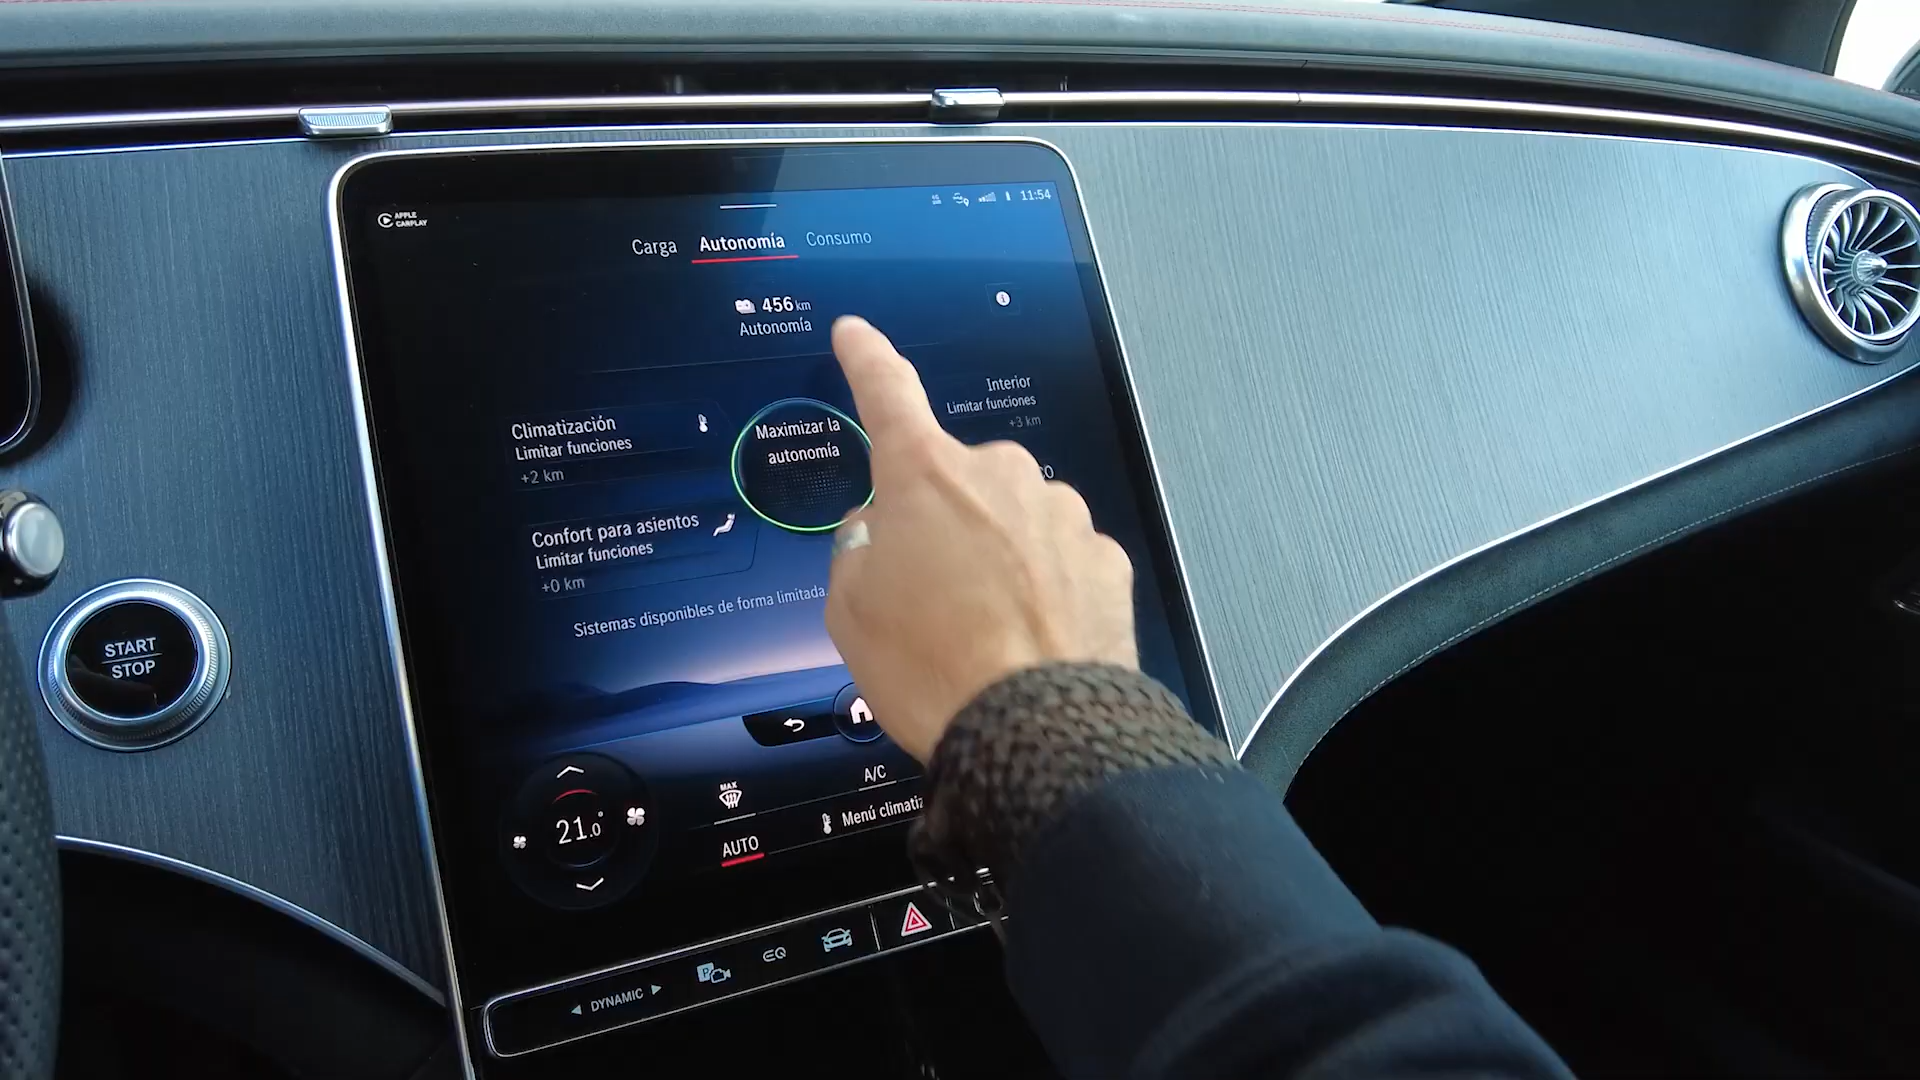 APPLE
CARPLAY
11:54
Carga
Autonomía
Consumo
456 km
Autonomía
Climatización
Limitar funciones
+2 km
Maximizar la
autonomía
Interior
Limitar funciones
+3 km
Confort para asientos
Limitar funciones
+0 km
Sistemas disponibles de forma limitada.
START
STOP
21.0°
MAX
A/C
AUTO
Menú
DYNAMIC
P
EQ